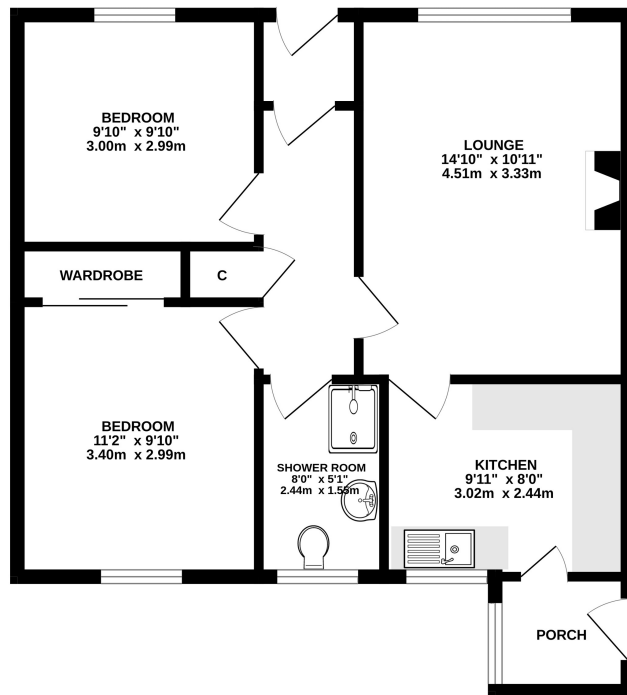 BEDROOM
9'10" x 9'10"
3.00m x 2.99m
LOUNGE
14'10" x 10'11"
4.51m x 3.33m
WARDROBE
C
BEDROOM
11'2" x 9'10"
3.40m x 2.99m
SHOWER ROOM
8'0" x 5'1"
2.44m x 1.55m
KITCHEN
9'11" x 8'0"
3.02m x 2.44m
PORCH